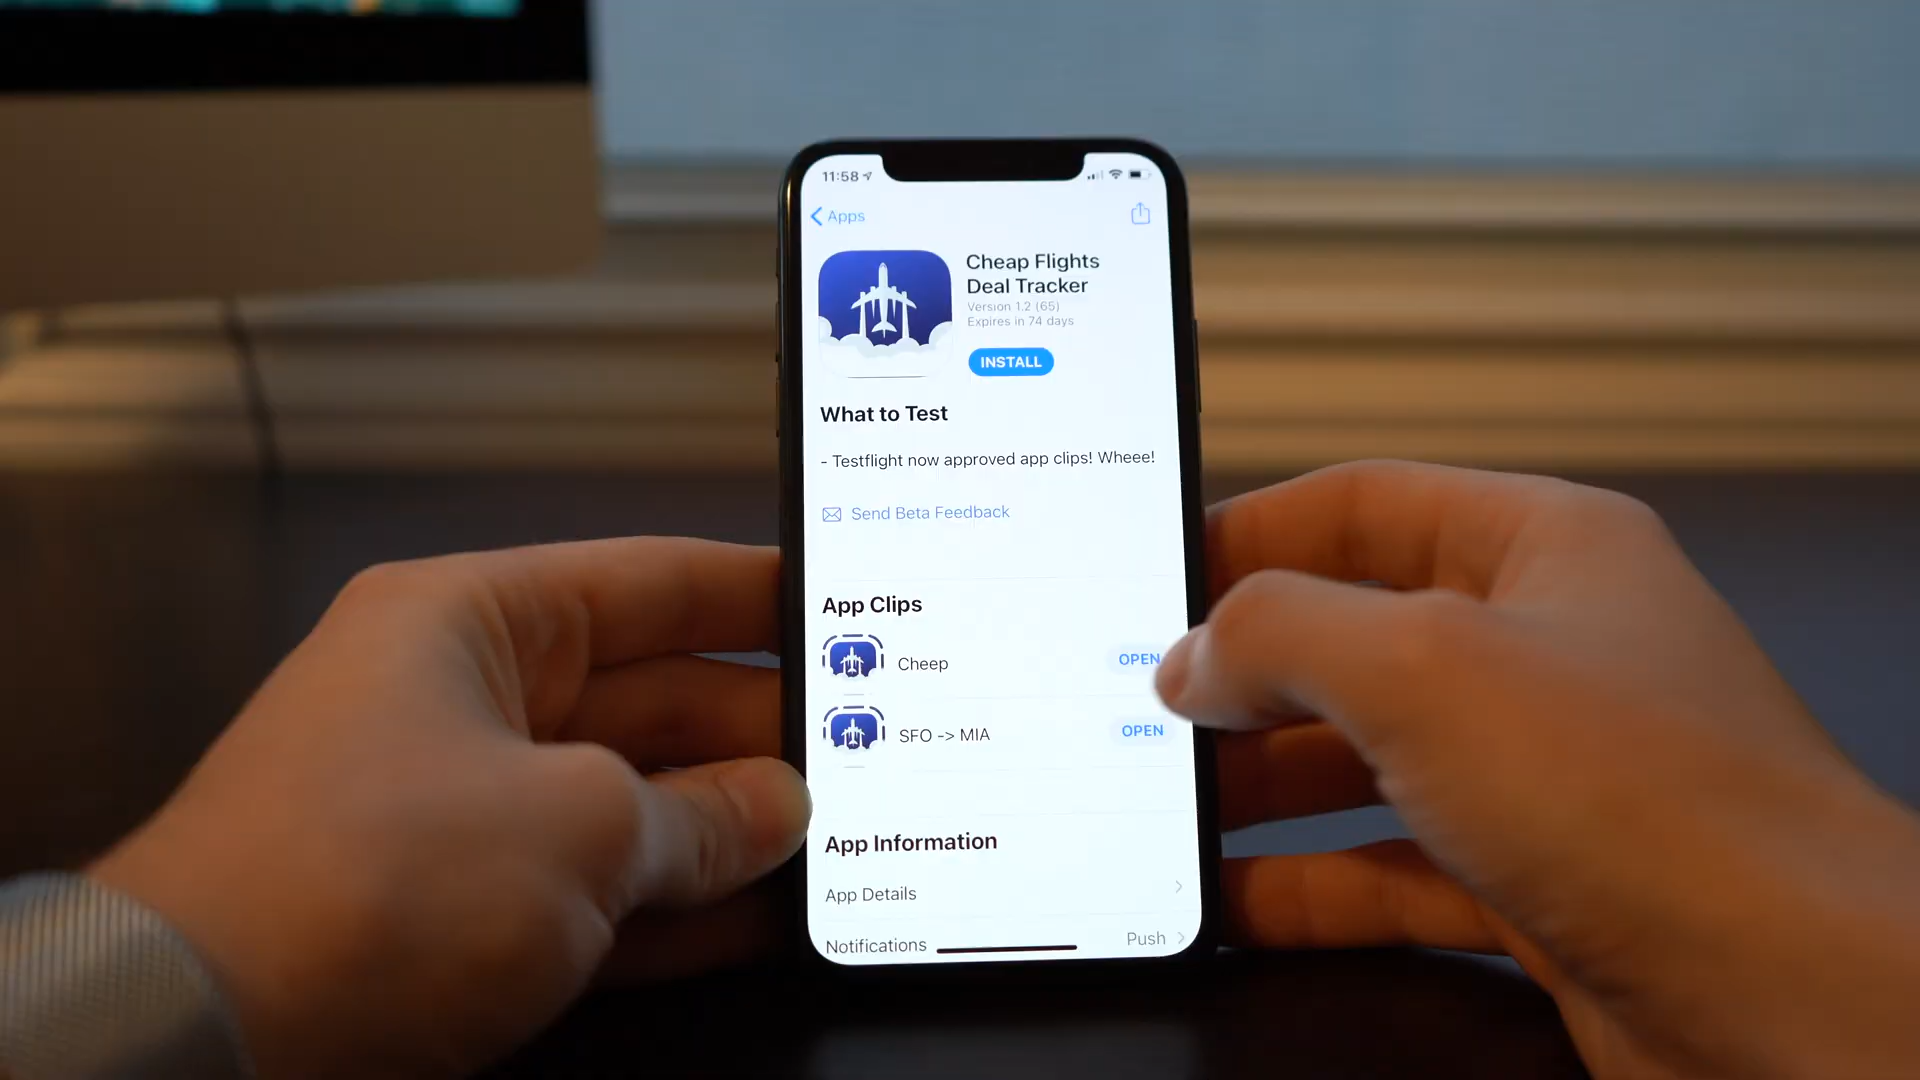 11:58
Apps
Cheap Flights
Deal Tracker
Version 1.2 (65)
Expires in 74 days
INSTALL
What to Test
- Testflight now approved app clips! Wheee!
Send Beta Feedback
App Clips
Cheep
OPEN
SFO -> MIA
OPEN
App Information
App Details
Notifications
Push